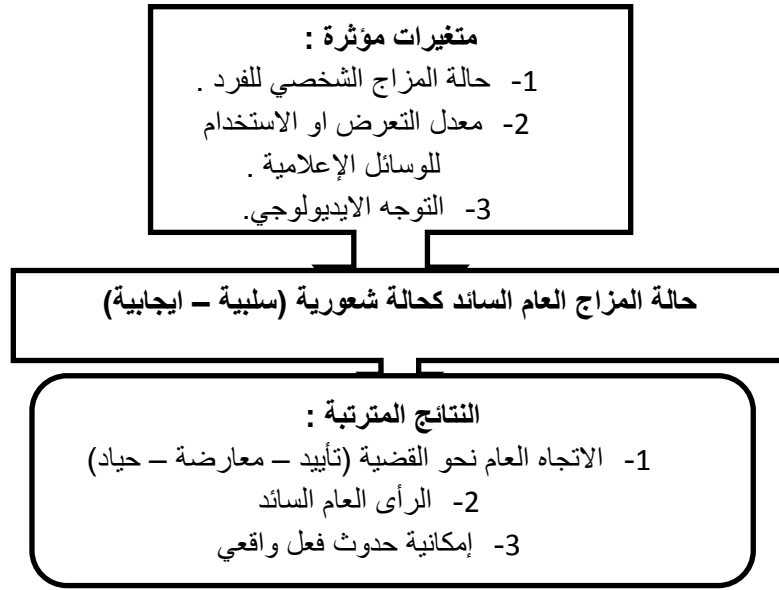 متغيرات مؤثرة :
1- حالة المزاج الشخصي للفرد .
2- معدل التعرض او الاستخدام
للوسائل الإعلامية .
3- التوجه الايديولوجي.
حالة المزاج العام السائد كحالة شعورية (سلبية – ايجابية)
النتائج المترتبة :
1- الاتجاه العام نحو القضية (تأييد – معارضة – حياد)
2- الرأى العام السائد
3- إمكانية حدوث فعل واقعي